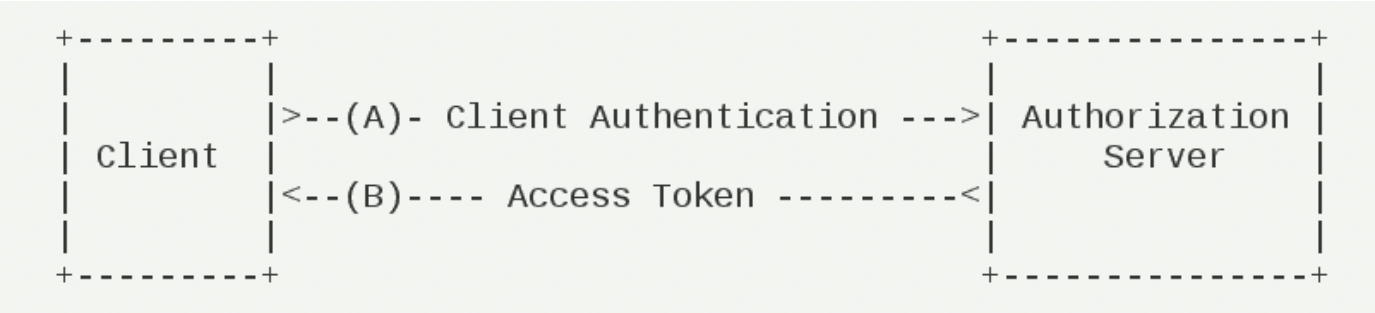 +---------+                                  +---------------+
|         |                                  |               |
|         |>--(A)- Client Authentication --->| Authorization |
| Client  |                                  |     Server    |
|         |<--(B)---- Access Token ---------<|               |
|         |                                  |               |
+---------+                                  +---------------+